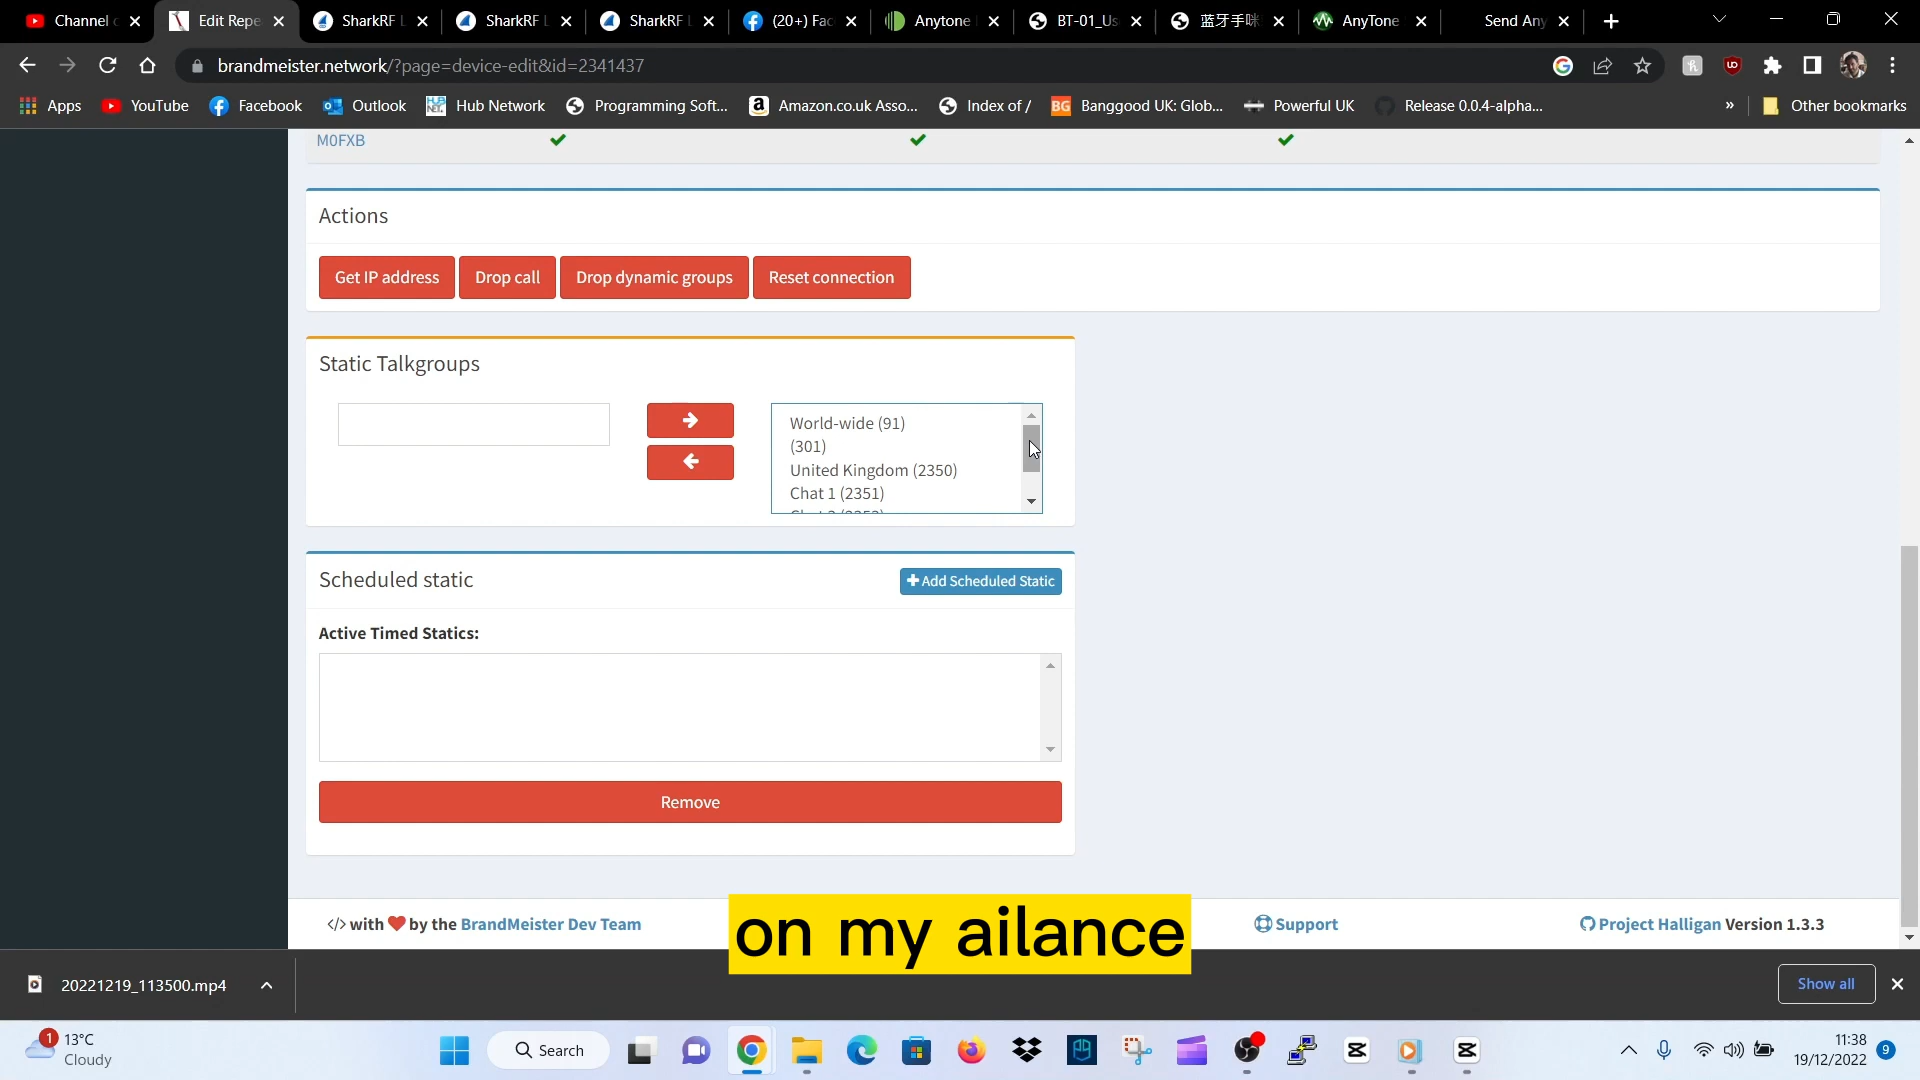 Channel
Edit Repe
SharkRF L
SharkRF L
SharkRF L
(20+) Fac
Anytone
BT-01_Us
蓝牙手咪
AnyTone
Send Any
brandmeister.network/?page=device-edit&id=2341437
Apps
YouTube
Facebook
Outlook
Hub Network
Programming Soft...
Amazon.co.uk Asso...
Index of /
Banggood UK: Glob...
Powerful UK
Release 0.0.4-alpha...
»
Other bookmarks
M0FXB
Actions
Get IP address
Drop call
Drop dynamic groups
Reset connection
Static Talkgroups
World-wide (91)
(301)
United Kingdom (2350)
Chat 1 (2351)
Scheduled static
Add Scheduled Static
Active Timed Statics:
Remove
</> with by the BrandMeister Dev Team
on my ailance
Support
Project Halligan Version 1.3.3
20221219_113500.mp4
Show all
1
13°C
Cloudy
Search
11:38
19/12/2022
9